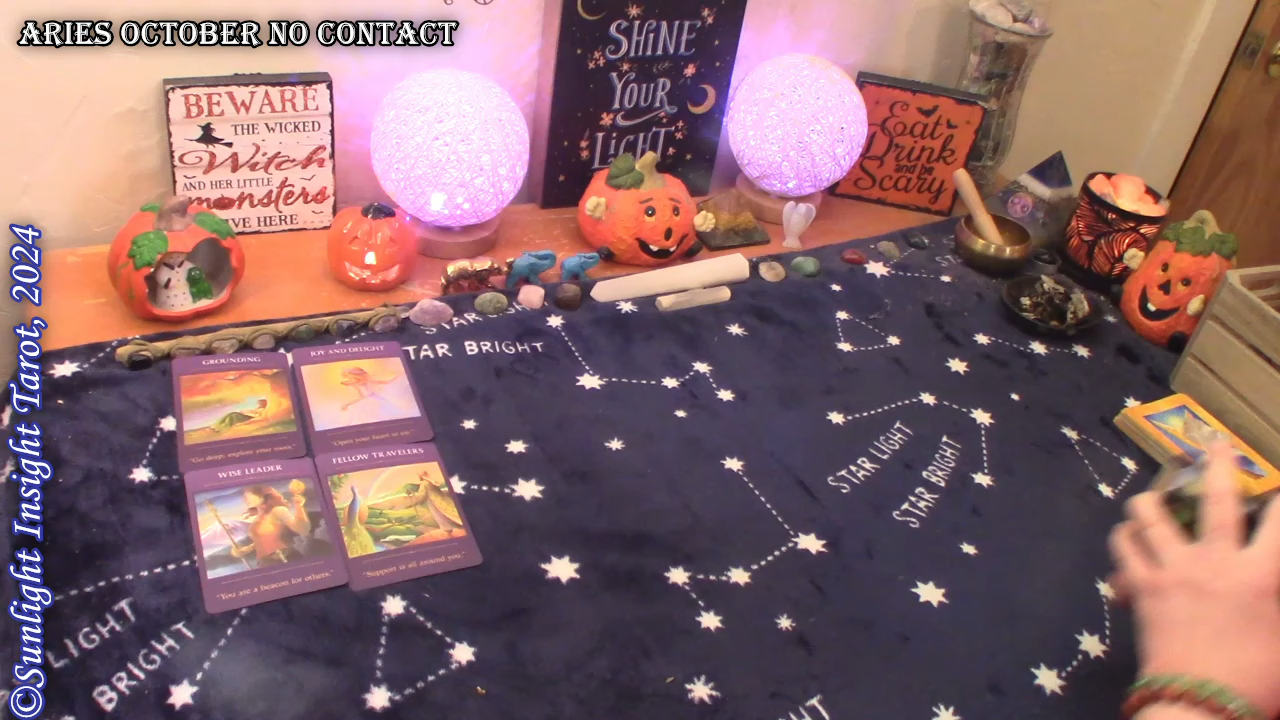 ARIES OCTOBER NO CONTACT
©Sunlight Insight Tarot, 2024
BEWARE
THE WICKED
Witch
AND HER LITTLE
monsters
LIVE HERE
SHINE
YOUR
LIGHT
Eat
Drink
and be
Scary
STAR BRIGHT
GROUNDING
"Go deep; explore your roots."
JOY AND DELIGHT
"Open your heart to joy."
WISE LEADER
"You are a beacon for others."
FELLOW TRAVELERS
"Support is all around you."
STAR LIGHT
STAR BRIGHT
LIGHT
BRIGHT